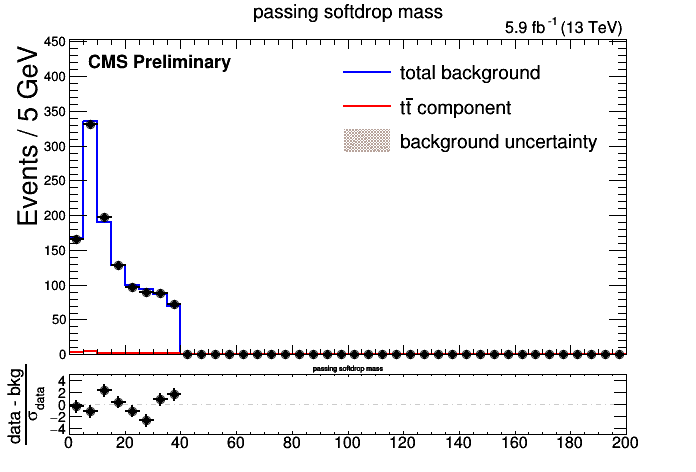 passing softdrop mass
5.9 fb⁻¹ (13 TeV)
CMS Preliminary
total background
tt̅ component
background uncertainty
Events / 5 GeV
450
400
350
300
250
200
150
100
50
0
passing softdrop mass
data - bkg
σdata
4
2
0
−2
−4
0 20 40 60 80 100 120 140 160 180 200